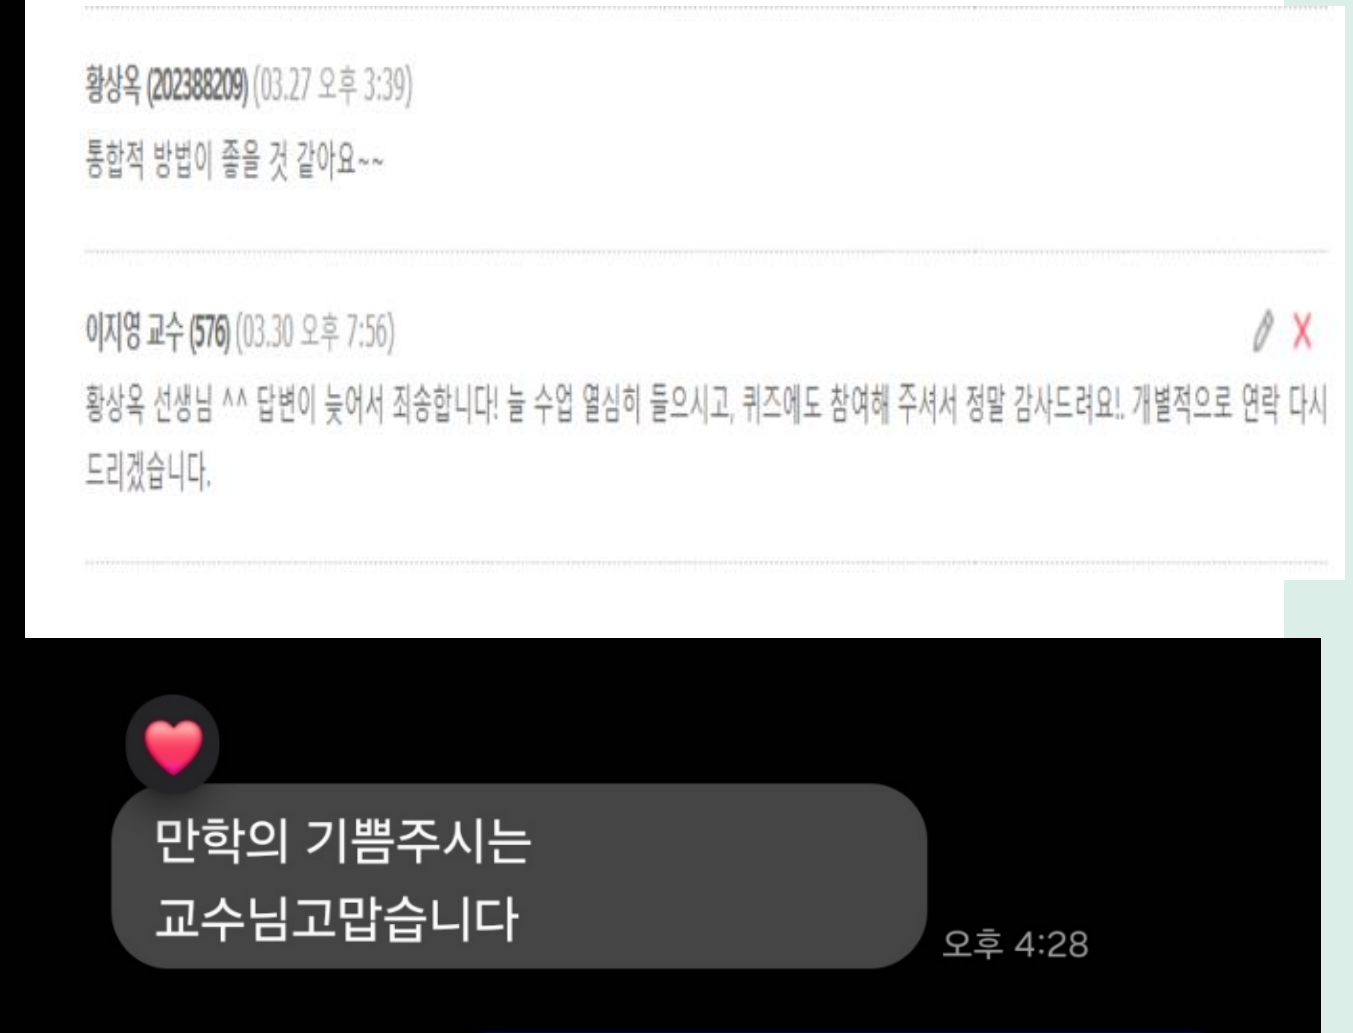 황상옥 (202388209) (03.27 오후 3:39)
통합적 방법이 좋을 것 같아요~~
이지영 교수 (576) (03.30 오후 7:56)
황상옥 선생님 ^^ 답변이 늦어서 죄송합니다! 늘 수업 열심히 들으시고, 퀴즈에도 참여해 주셔서 정말 감사드려요!. 개별적으로 연락 다시
드리겠습니다.
만학의 기쁨주시는
교수님고맙습니다
오후 4:28